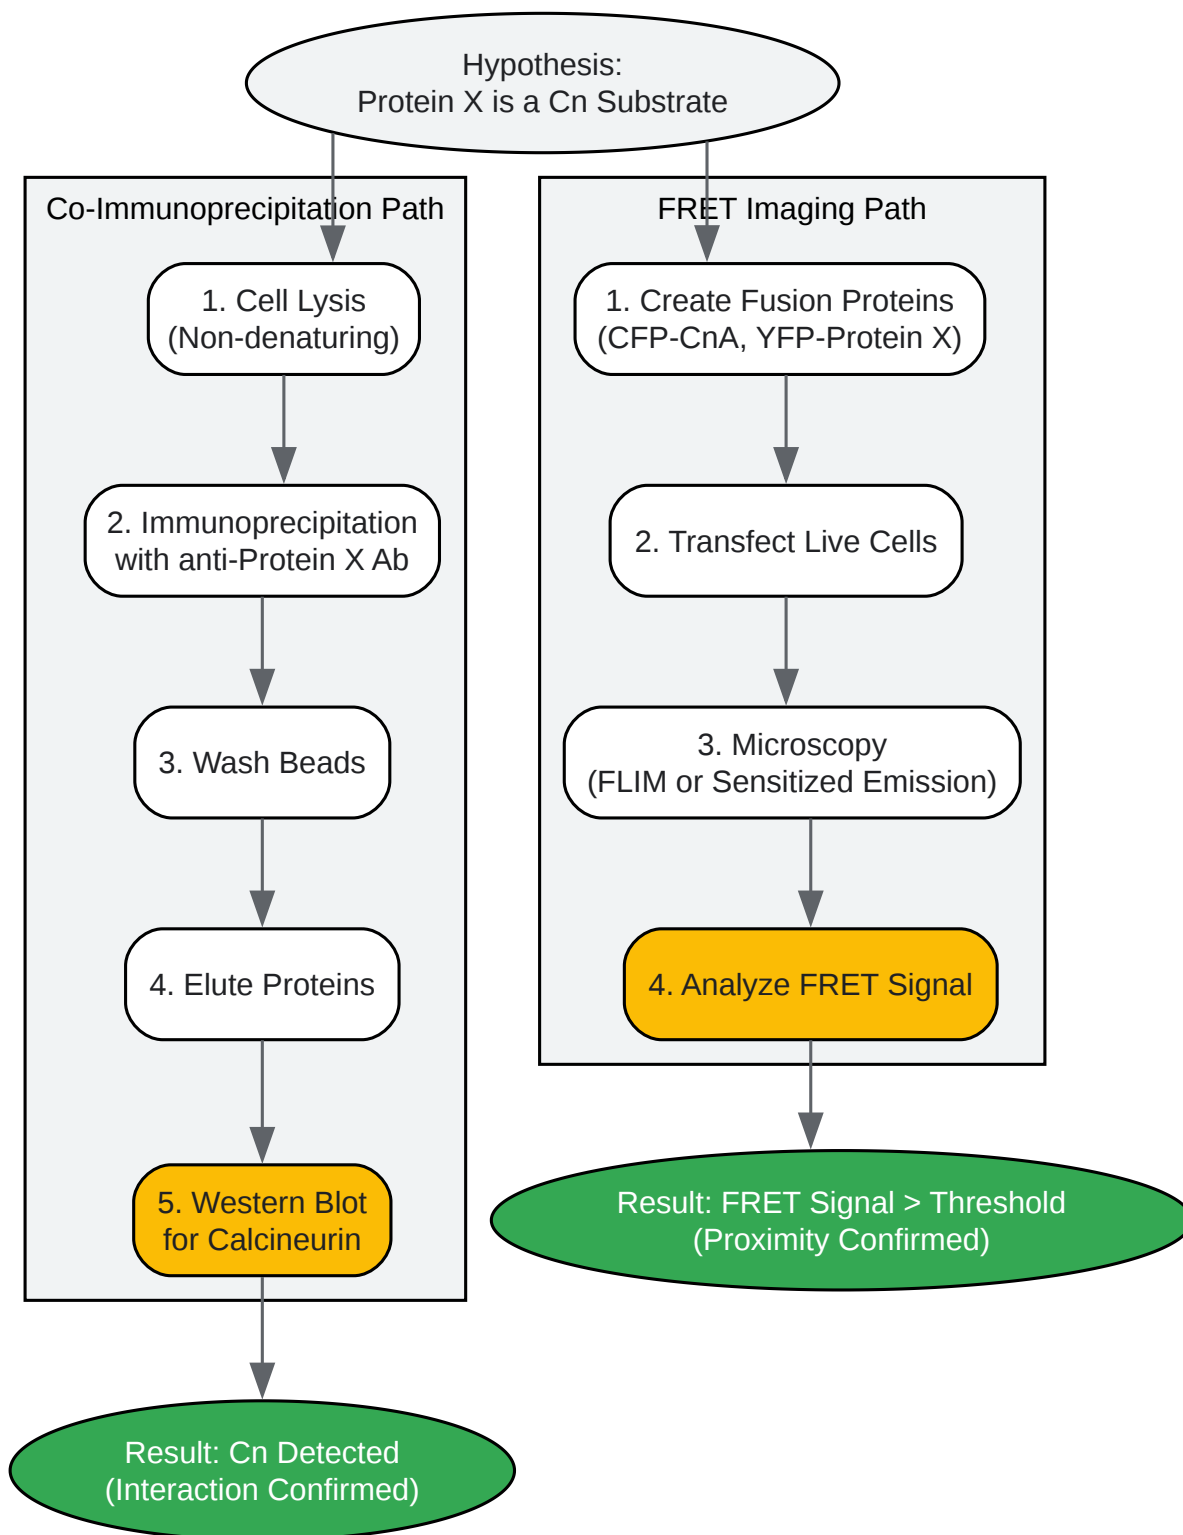 Hypothesis:
Protein X is a Cn Substrate
Co-Immunoprecipitation Path
1. Cell Lysis
(Non-denaturing)
2. Immunoprecipitation
with anti-Protein X Ab
3. Wash Beads
4. Elute Proteins
5. Western Blot
for Calcineurin
Result: Cn Detected
(Interaction Confirmed)
FRET Imaging Path
1. Create Fusion Proteins
(CFP-CnA, YFP-Protein X)
2. Transfect Live Cells
3. Microscopy
(FLIM or Sensitized Emission)
4. Analyze FRET Signal
Result: FRET Signal > Threshold
(Proximity Confirmed)